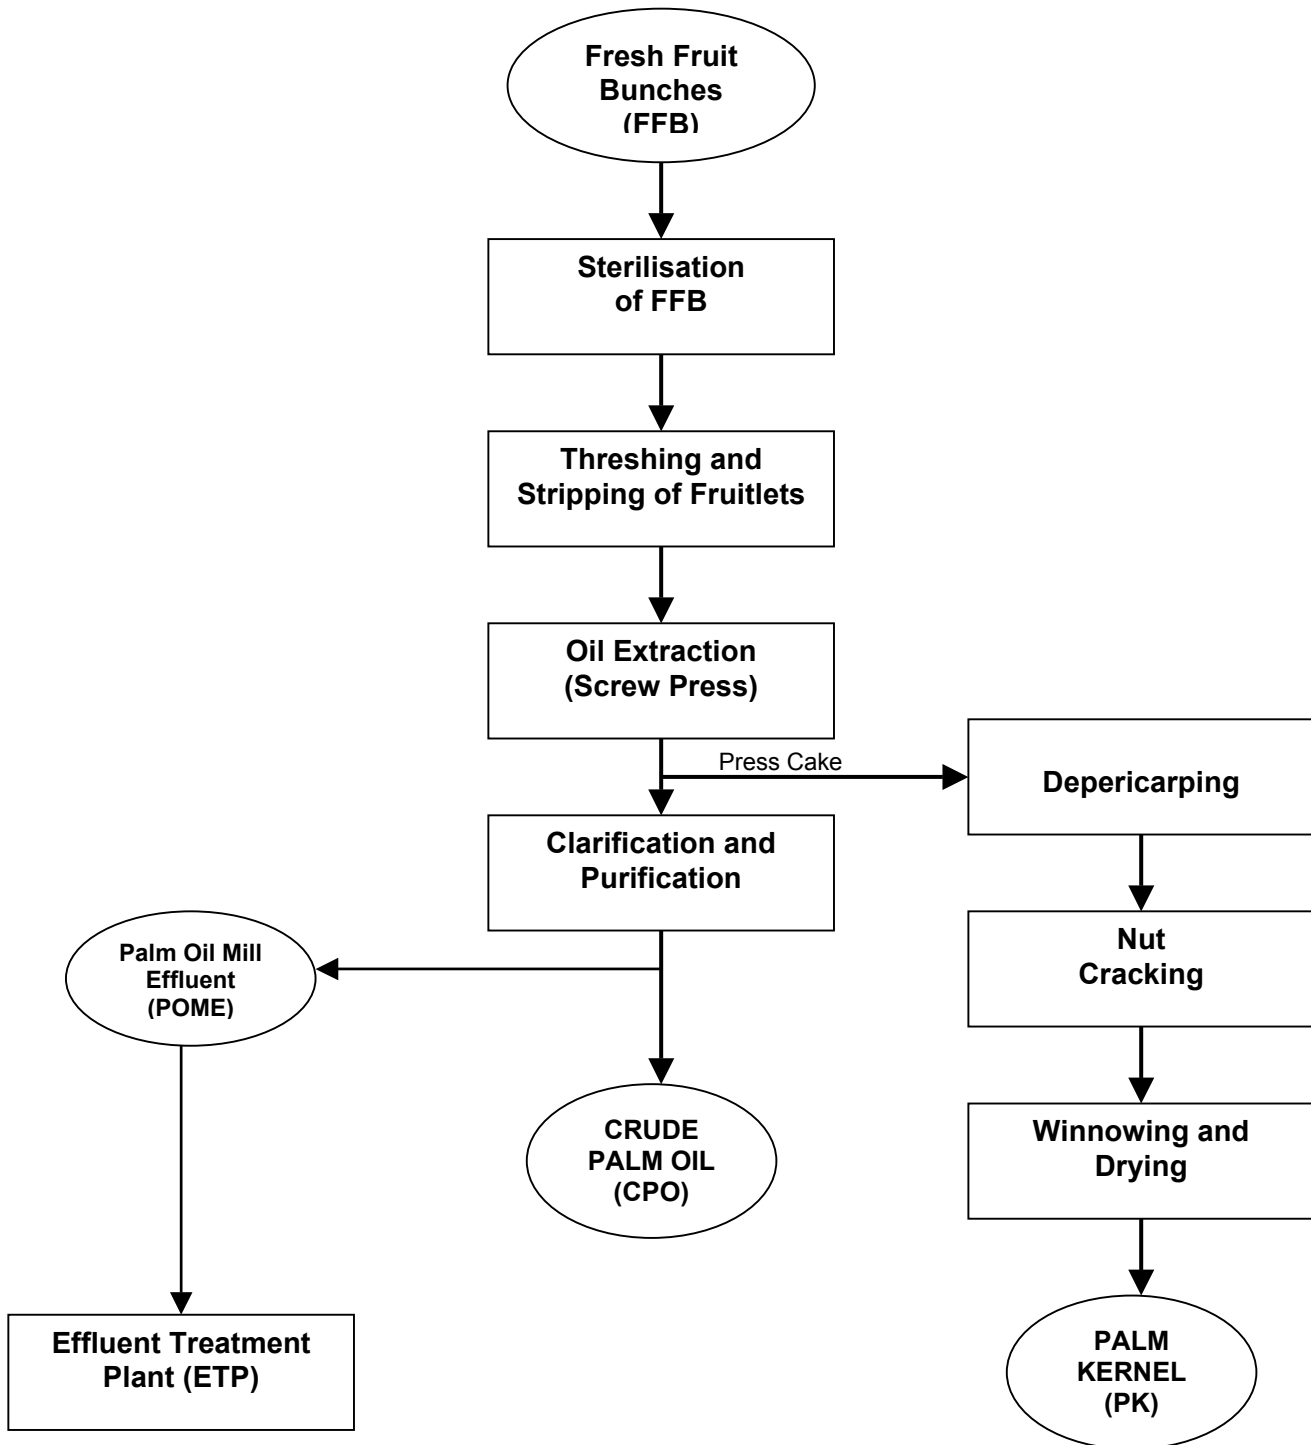 Fresh Fruit
Bunches
(FFB)
Sterilisation
of FFB
Threshing and
Stripping of Fruitlets
Oil Extraction
(Screw Press)
Press Cake
Depericarping
Clarification and
Purification
Nut
Cracking
Palm Oil Mill
Effluent
(POME)
CRUDE
PALM OIL
(CPO)
Winnowing and
Drying
Effluent Treatment
Plant (ETP)
PALM
KERNEL
(PK)